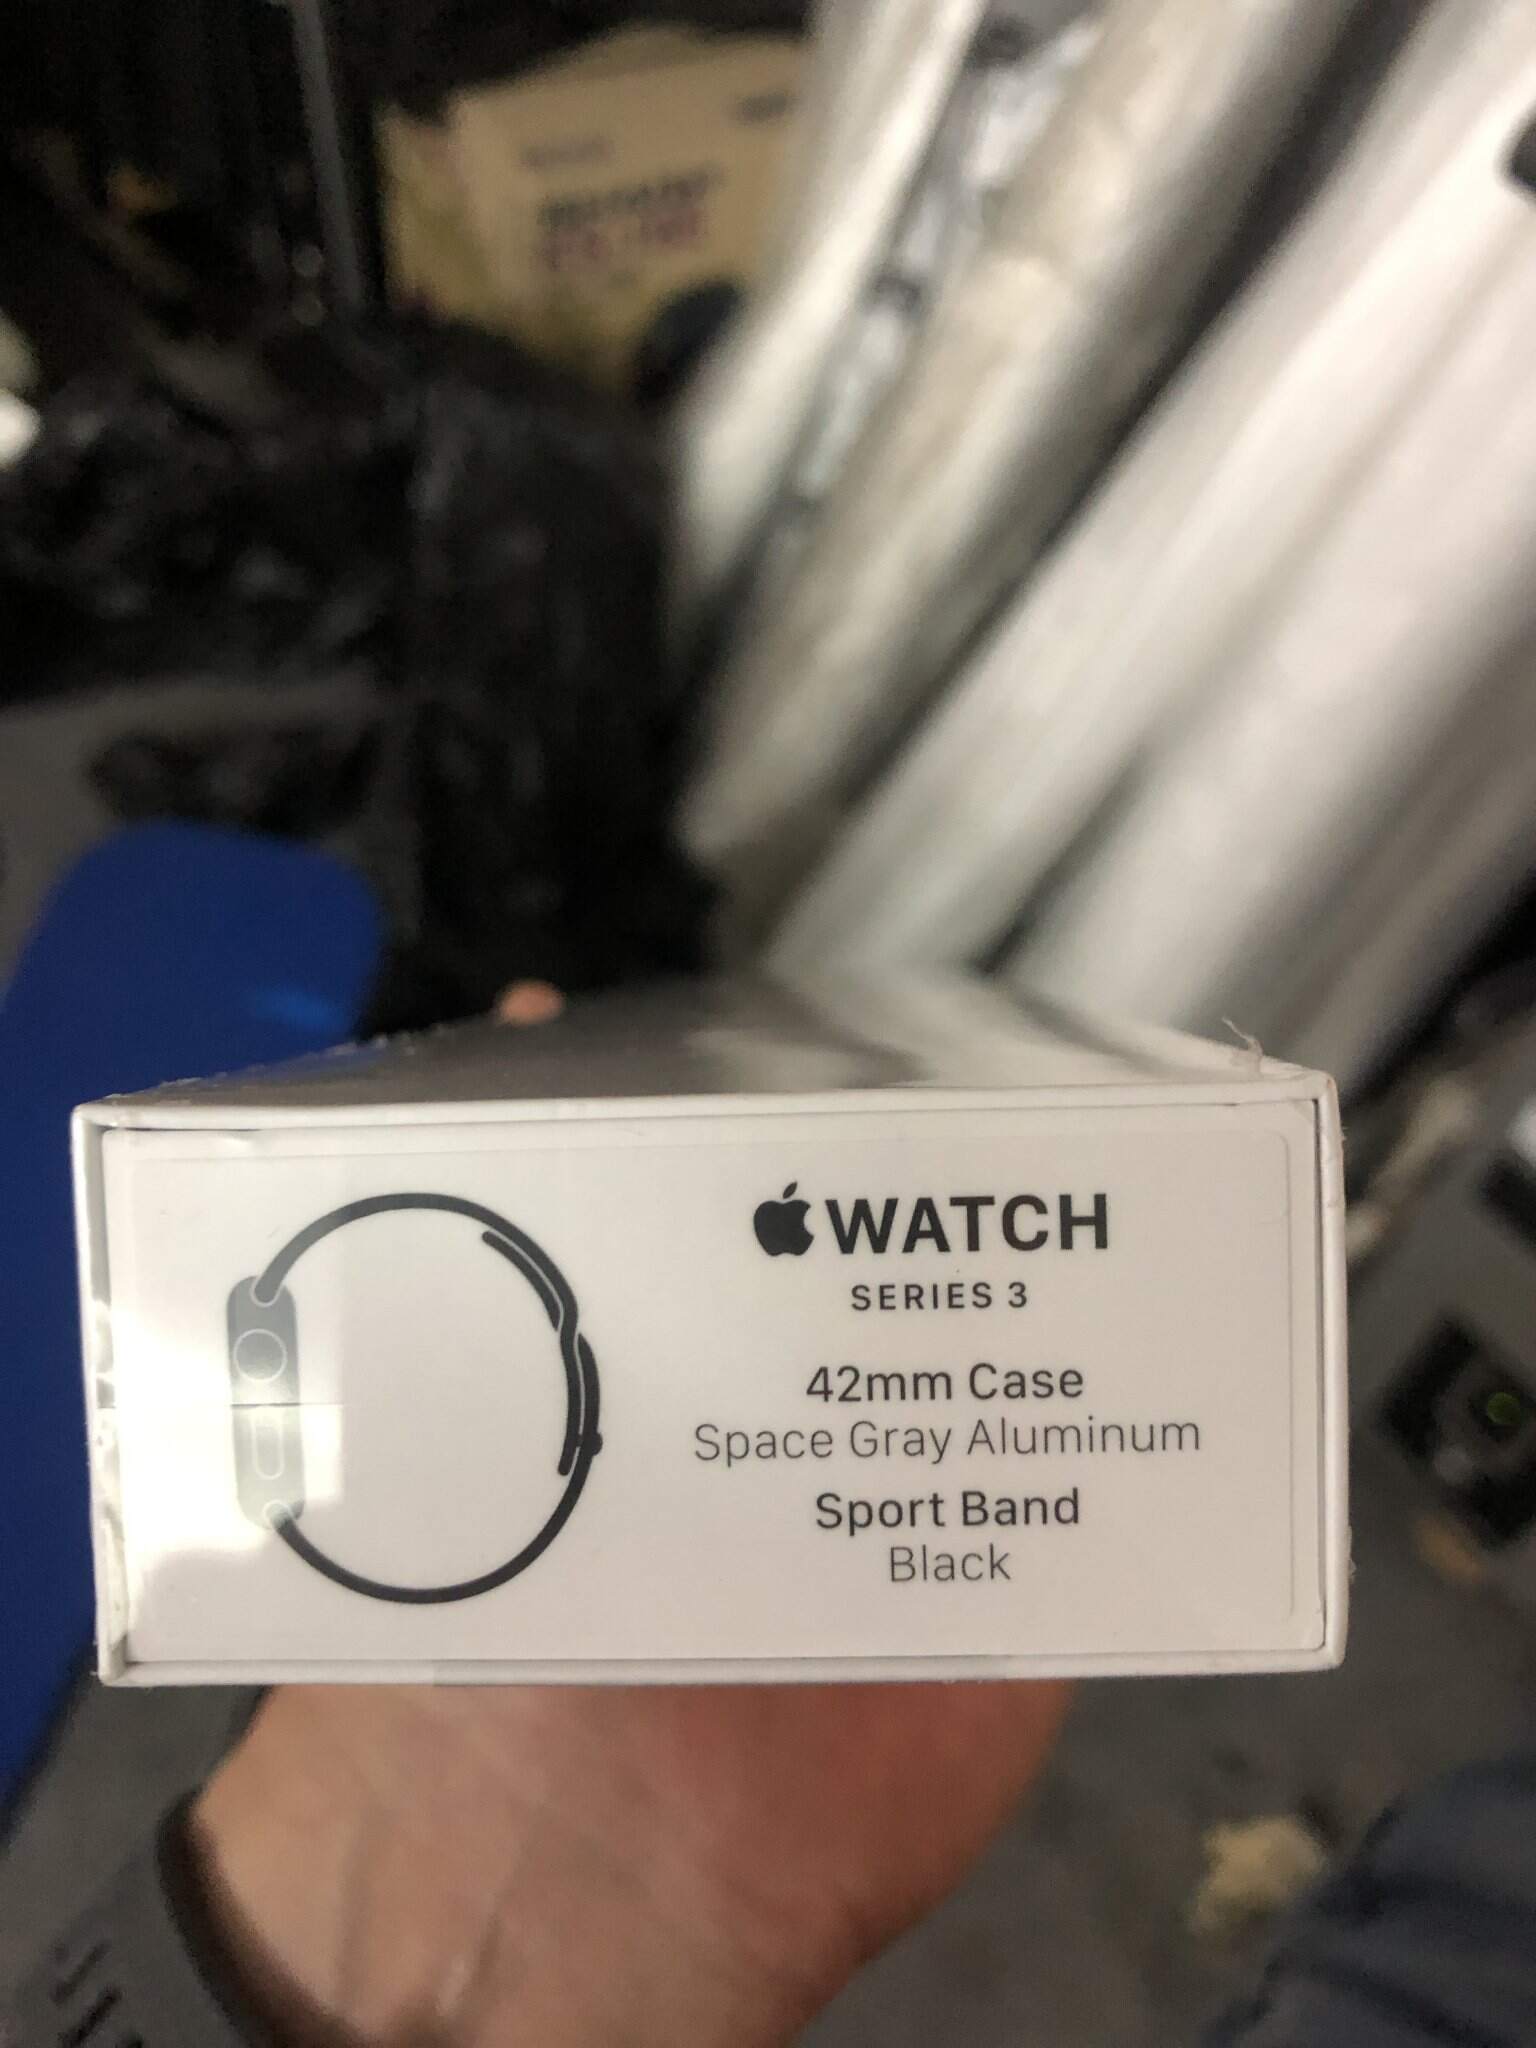 WATCH
SERIES 3
42mm Case
Space Gray Aluminum
Sport Band
Black